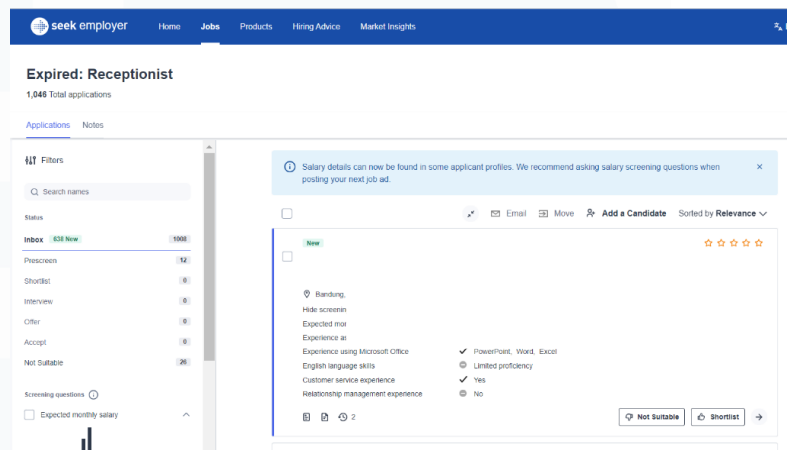 seek employer Home Jobs Products Hiring Advice Market Insights
Expired: Receptionist
1,046 Total applications
Applications Notes
Filters
Search names
Status
Inbox 838 New 1008
Prescreen 12
Shortlist 0
Interview 0
Offer 0
Accept 0
Not Suitable 26
Screening questions
Expected monthly salary
Salary details can now be found in some applicant profiles. We recommend asking salary screening questions when
posting your next job ad.
Email Move Add a Candidate Sorted by Relevance
New
Bandung,
Hide screenin
Expected mor
Experience as
Experience using Microsoft Office PowerPoint, Word, Excel
English language skills Limited proficiency
Customer service experience Yes
Relationship management experience No
2 Not Suitable Shortlist